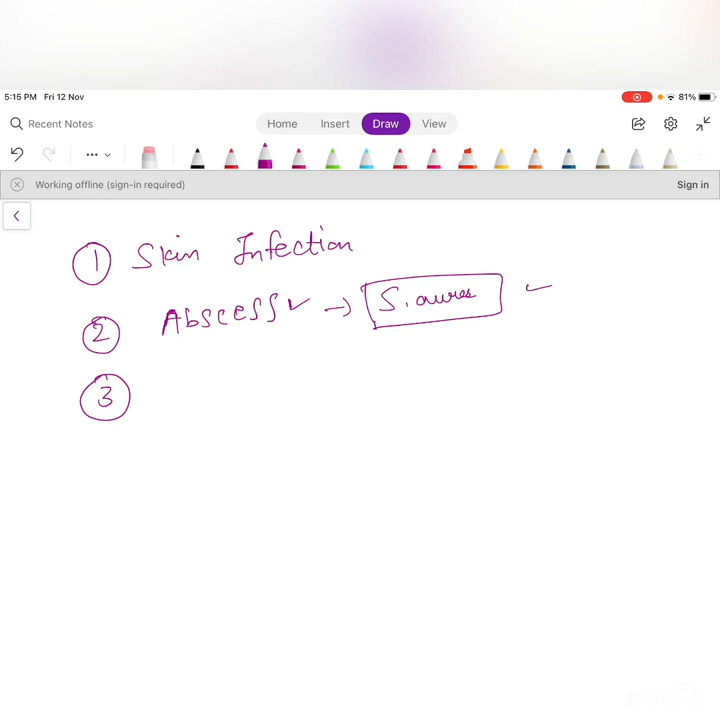 5:15 PM Fri 12 Nov 81%
Recent Notes Home Insert Draw View
Working offline (sign-in required) Sign in
1 Skin Infection
2 Abscess → S. aures
3